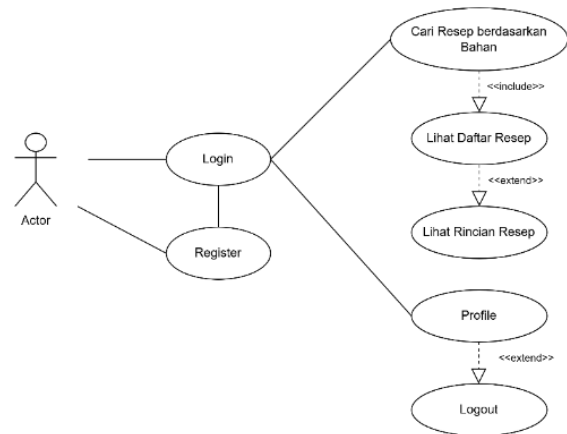 Cari Resep berdasarkan
Bahan
<<include>>
Lihat Daftar Resep
<<extend>>
Lihat Rincian Resep
Login
Register
Actor
Profile
<<extend>>
Logout